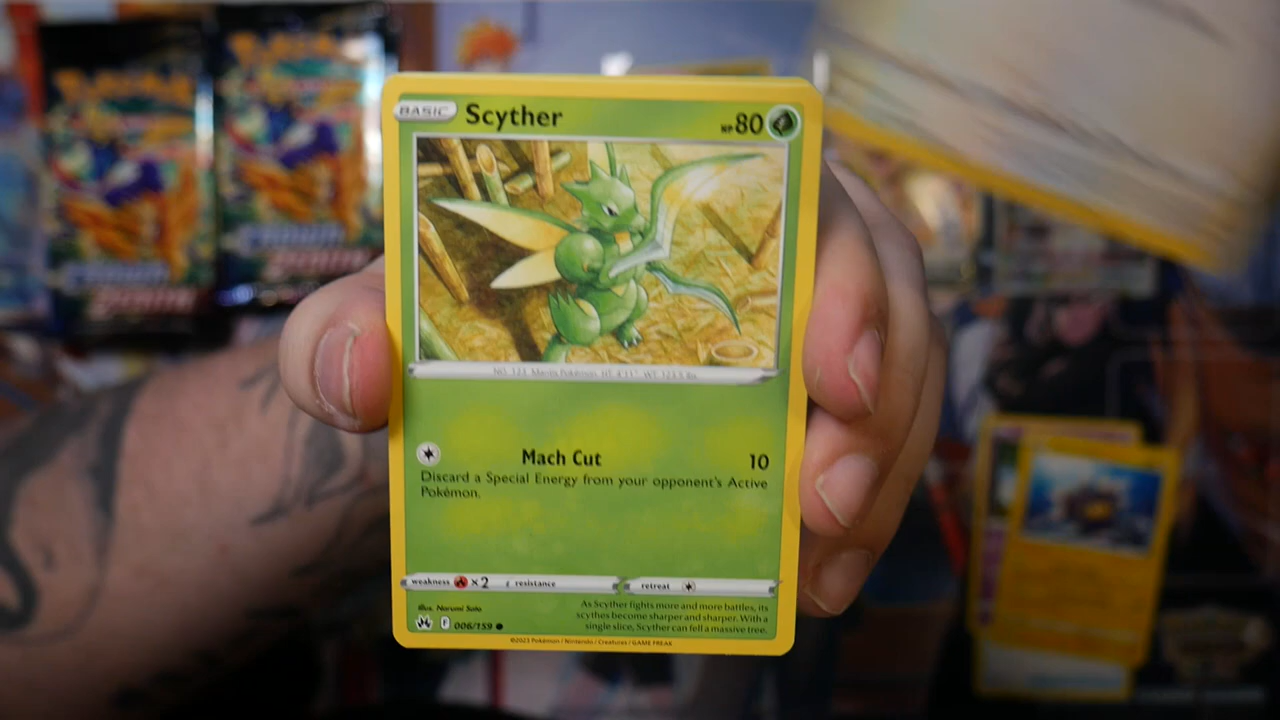 BASIC Scyther HP80
NO. 123 Mantis Pokémon HT: 4'11" WT: 123.5 lbs.
Mach Cut 10
Discard a Special Energy from your opponent's Active
Pokémon.
weakness ×2 resistance retreat
Illus. Narumi Sato
F 006/159
As Scyther fights more and more battles, its
scythes become sharper and sharper. With a
single slice, Scyther can fell a massive tree.
©2023 Pokémon / Nintendo / Creatures / GAME FREAK